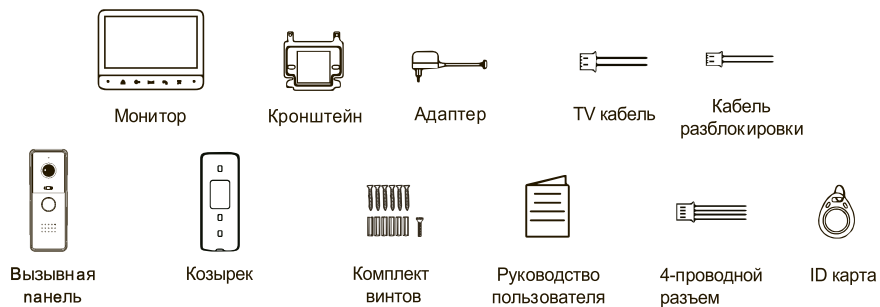 Монитор
Кронштейн
Адаптер
TV кабель
Кабель
разблокировки
Вызывная
панель
Козырек
Комплект
винтов
Руководство
пользователя
4-проводной
разъем
ID карта